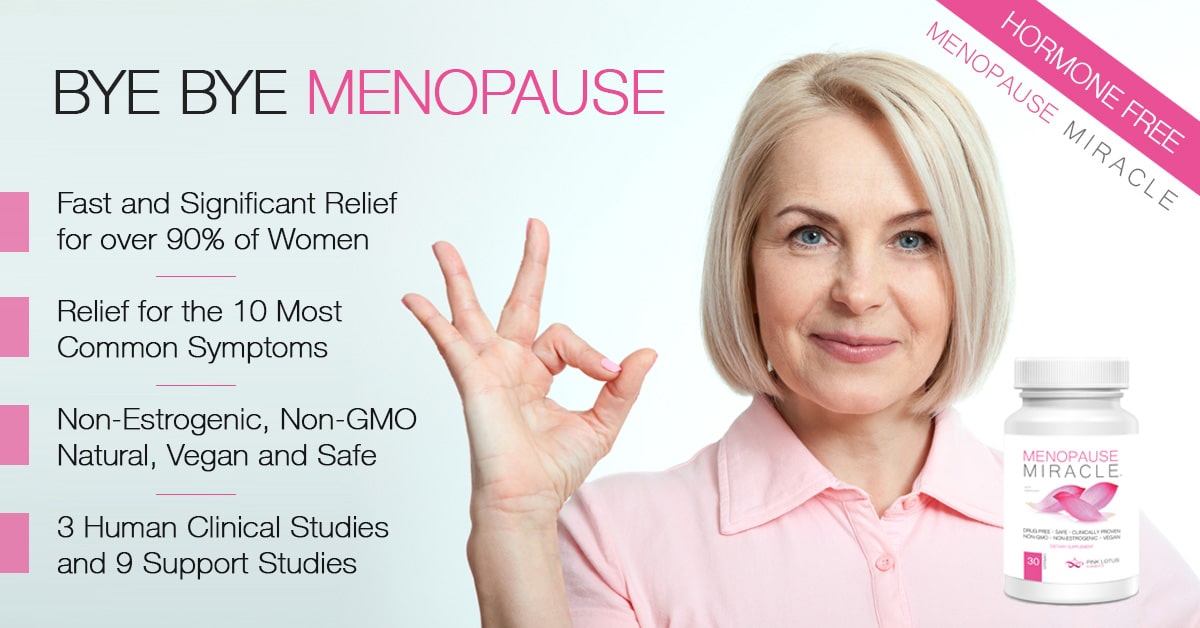 BYE BYE MENOPAUSE
Fast and Significant Relief
for over 90% of Women
Relief for the 10 Most
Common Symptoms
Non-Estrogenic, Non-GMO
Natural, Vegan and Safe
3 Human Clinical Studies
and 9 Support Studies
HORMONE FREE
MENOPAUSE MIRACLE
MENOPAUSE
MIRACLE
DRUG FREE - SAFE - CLINICALLY PROVEN
NON-GMO - NON-ESTROGENIC - VEGAN
DIETARY SUPPLEMENT
30
PINK LOTUS